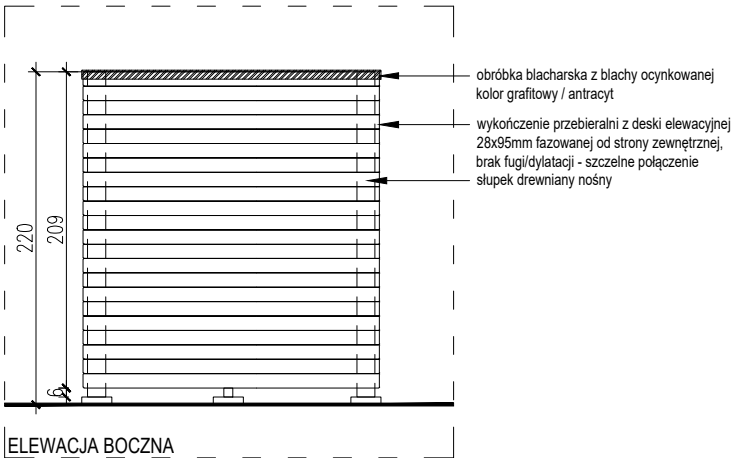 obróbka blacharska z blachy ocynkowanej
kolor grafitowy / antracyt
wykończenie przebieralni z deski elewacyjnej
28x95mm fazowanej od strony zewnętrznej,
brak fugi/dylatacji - szczelne połączenie
słupek drewniany nośny
220
209
6
ELEWACJA BOCZNA